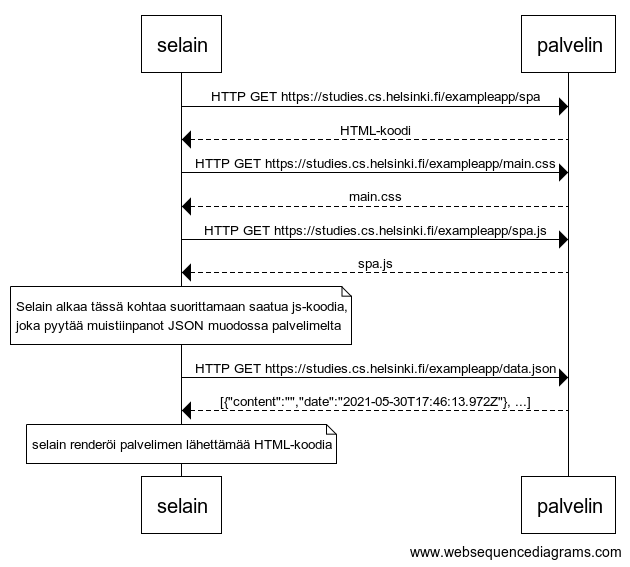 selain
palvelin
HTTP GET https://studies.cs.helsinki.fi/exampleapp/spa
HTML-koodi
HTTP GET https://studies.cs.helsinki.fi/exampleapp/main.css
main.css
HTTP GET https://studies.cs.helsinki.fi/exampleapp/spa.js
spa.js
Selain alkaa tässä kohtaa suorittamaan saatua js-koodia,
joka pyytää muistiinpanot JSON muodossa palvelimelta
HTTP GET https://studies.cs.helsinki.fi/exampleapp/data.json
[{"content":"","date":"2021-05-30T17:46:13.972Z"}, ...]
selain renderöi palvelimen lähettämää HTML-koodia
selain
palvelin
www.websequencediagrams.com